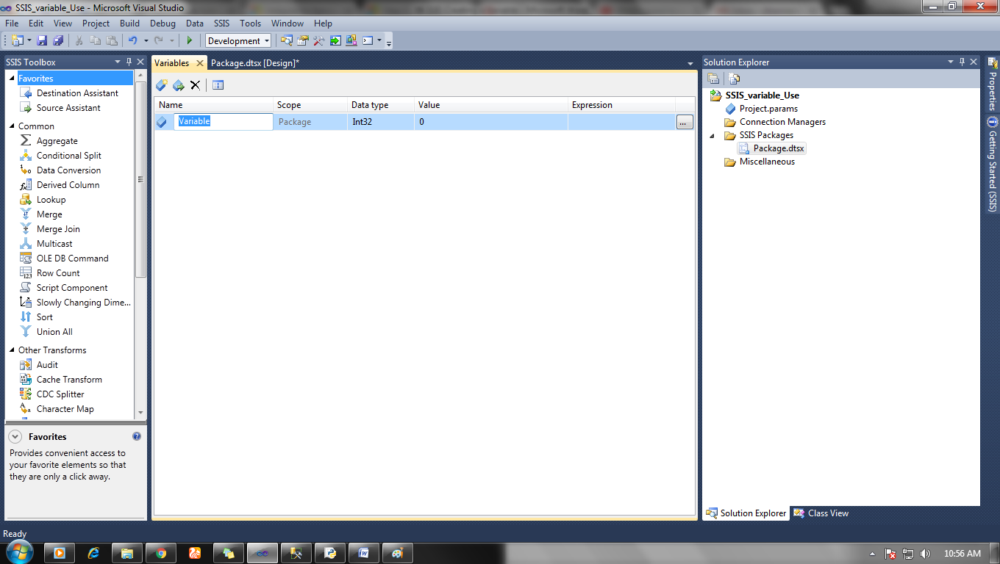 SSIS_variable_Use - Microsoft Visual Studio
File Edit View Project Build Debug Data SSIS Tools Window Help
Development
SSIS Toolbox
Favorites
Destination Assistant
Source Assistant
Common
Aggregate
Conditional Split
Data Conversion
Derived Column
Lookup
Merge
Merge Join
Multicast
OLE DB Command
Row Count
Script Component
Slowly Changing Dime...
Sort
Union All
Other Transforms
Audit
Cache Transform
CDC Splitter
Character Map
Favorites
Provides convenient access to
your favorite elements so that
they are only a click away.
Variables Package.dtsx [Design]*
Name Scope Data type Value Expression
Variable Package Int32 0 ...
Solution Explorer
SSIS_variable_Use
Project.params
Connection Managers
SSIS Packages
Package.dtsx
Miscellaneous
Solution Explorer Class View
Properties
Getting Started (SSIS)
Ready
10:56 AM